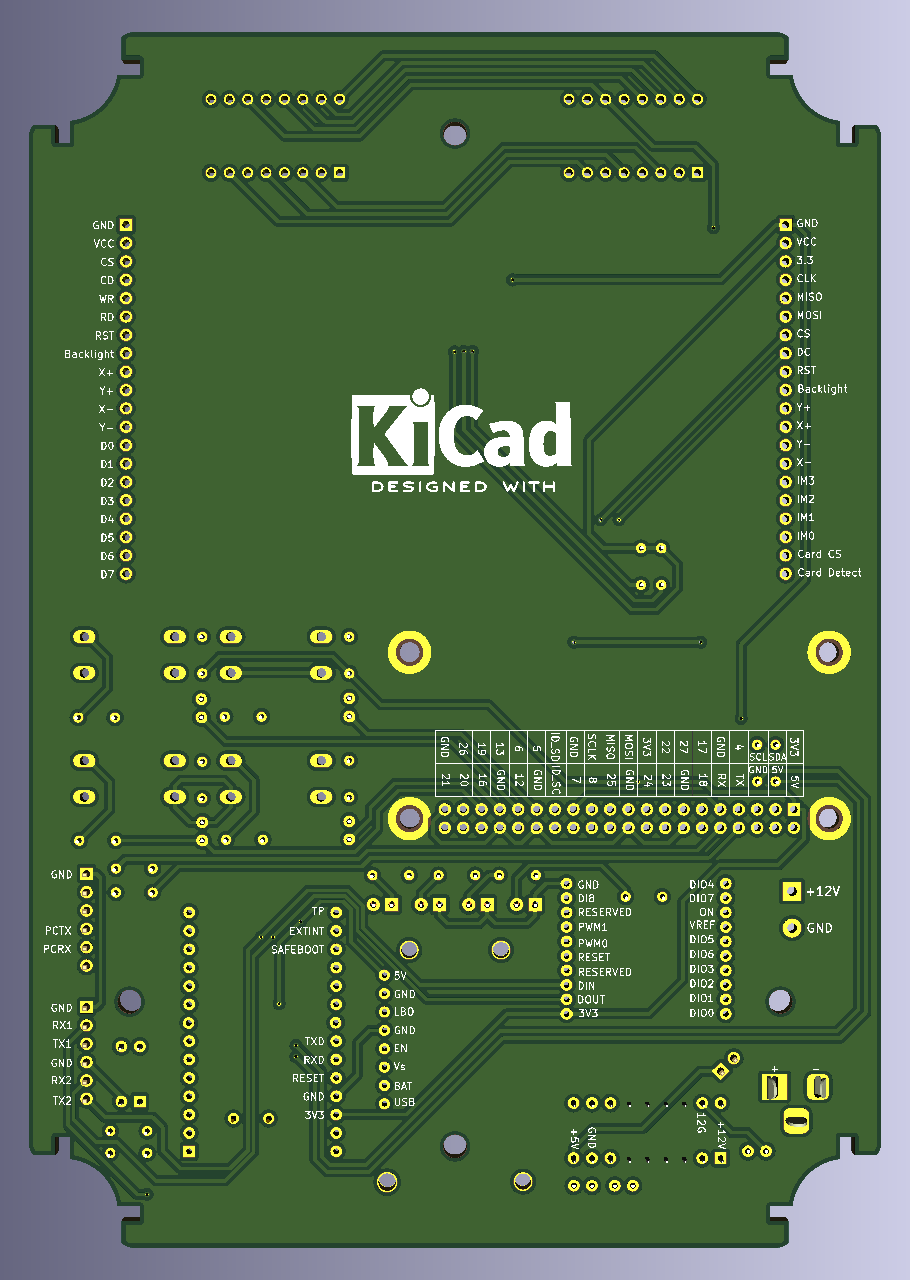 GND
VCC
CS
CD
WR
RD
RST
Backlight
X+
Y+
X-
Y-
D0
D1
D2
D3
D4
D5
D6
D7
GND
VCC
3.3
CLK
MISO
MOSI
CS
DC
RST
Backlight
Y+
X+
Y-
X-
IM3
IM2
IM1
IM0
Card CS
Card Detect
KiCad
DESIGNED WITH
GND 26 19 13 6 5 ID_SD GND SCLK MISO MOSI 3V3 22 27 17 GND 4 SCL SDA 3V3
21 20 16 GND 12 GND ID_SC 7 8 25 GND 24 23 GND 18 RX TX GND 5V 5V
GND
PCTX
PCRX
GND
RX1
TX1
GND
RX2
TX2
TP
EXTINT
SAFEBOOT
TXD
RXD
RESET
GND
3V3
5V
GND
LBO
GND
EN
Vs
BAT
USB
GND
DI8
RESERVED
PWM1
PWM0
RESET
RESERVED
DIN
DOUT
3V3
DIO4
DIO7
ON
VREF
DIO5
DIO6
DIO3
DIO2
DIO1
DIO0
+12V
GND
+ -
+5V GND 12G +12V